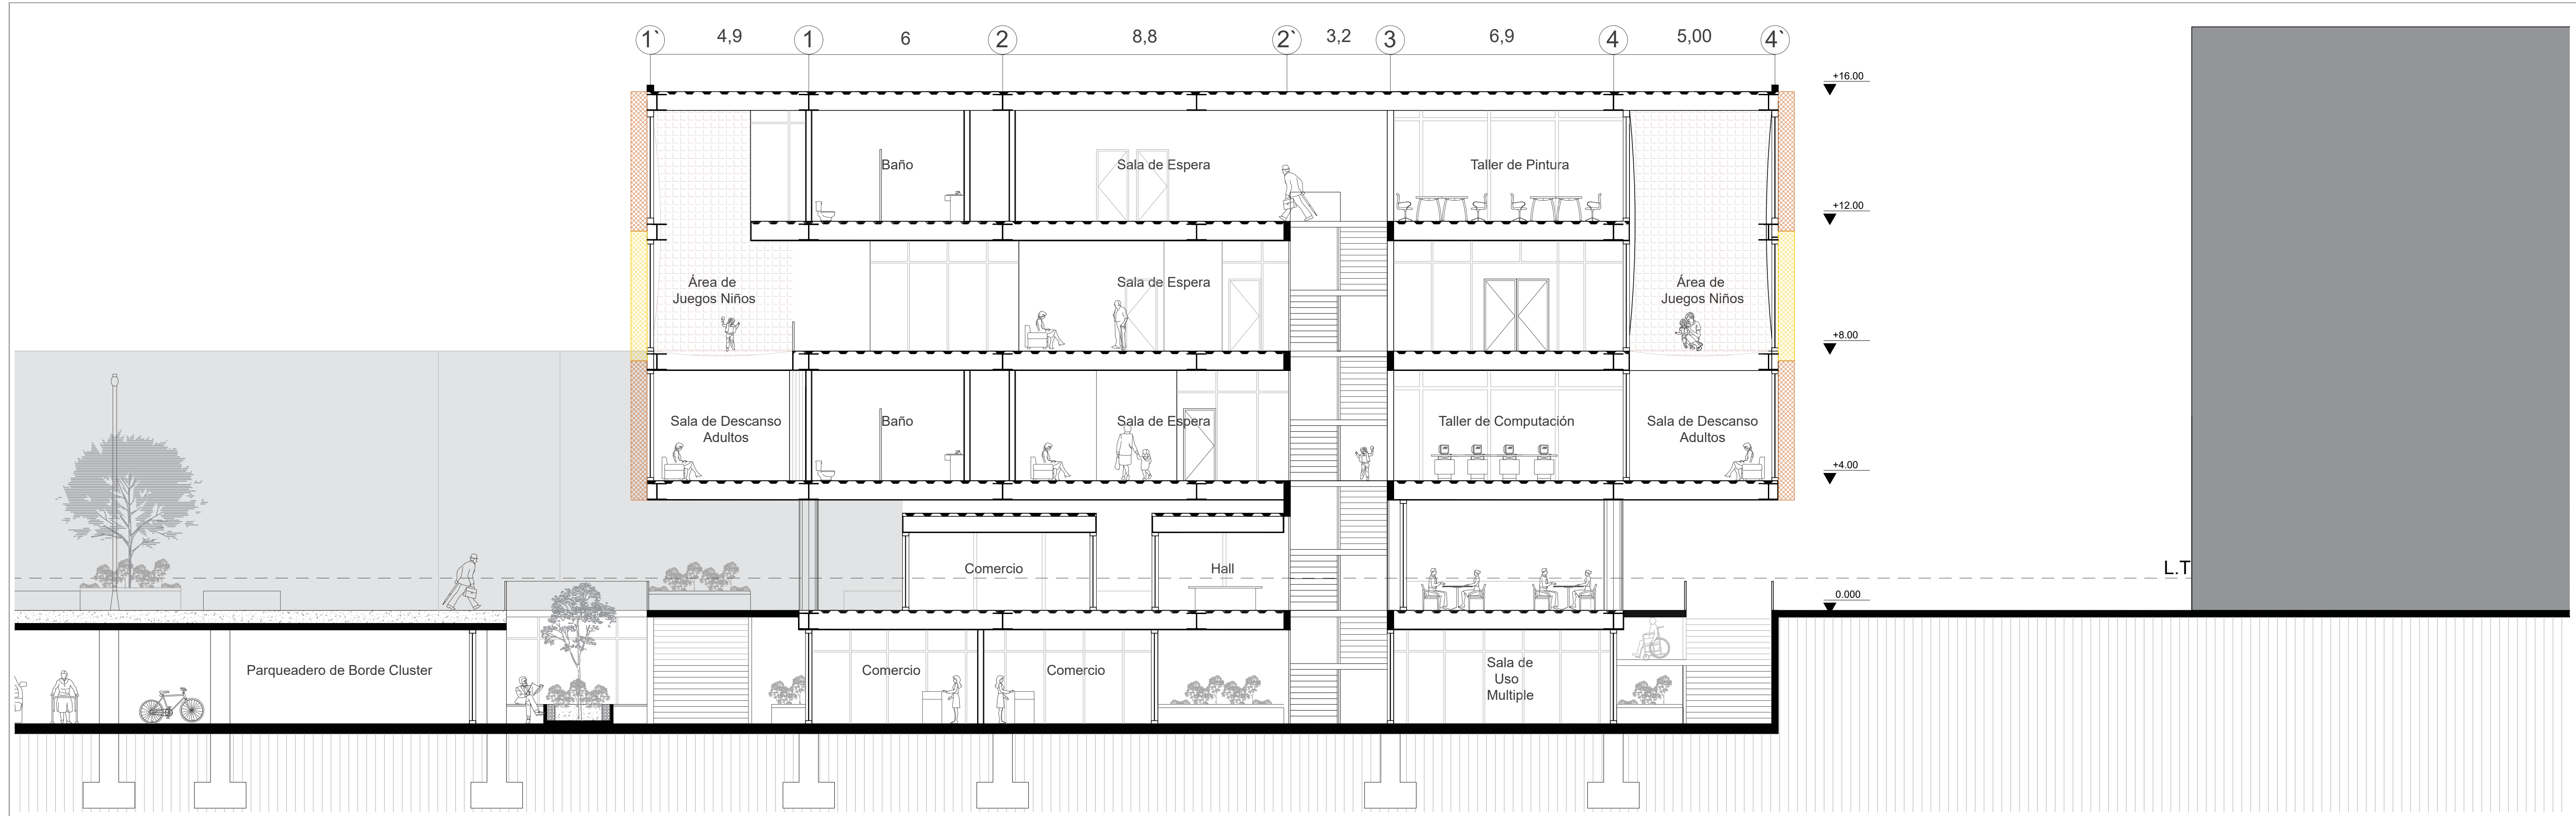 1` 4,9 1 6 2 8,8 2` 3,2 3 6,9 4 5,00 4`
+16.00
Baño
Sala de Espera
Taller de Pintura
+12.00
Área de
Juegos Niños
Sala de Espera
Área de
Juegos Niños
+8.00
Sala de Descanso
Adultos
Baño
Sala de Espera
Taller de Computación
Sala de Descanso
Adultos
+4.00
Comercio
Hall
L.T
0.000
Parqueadero de Borde Cluster
Comercio
Comercio
Sala de
Uso
Multiple